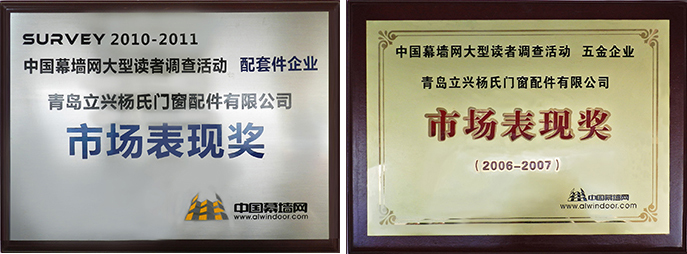 SURVEY 2010-2011
中国幕墙网大型读者调查活动 配套件企业
青岛立兴杨氏门窗配件有限公司
市场表现奖
中国幕墙网
www.alwindoor.com
中国幕墙网大型读者调查活动 五金企业
青岛立兴杨氏门窗配件有限公司
市场表现奖
(2006-2007)
中国幕墙网
www.alwindoor.com